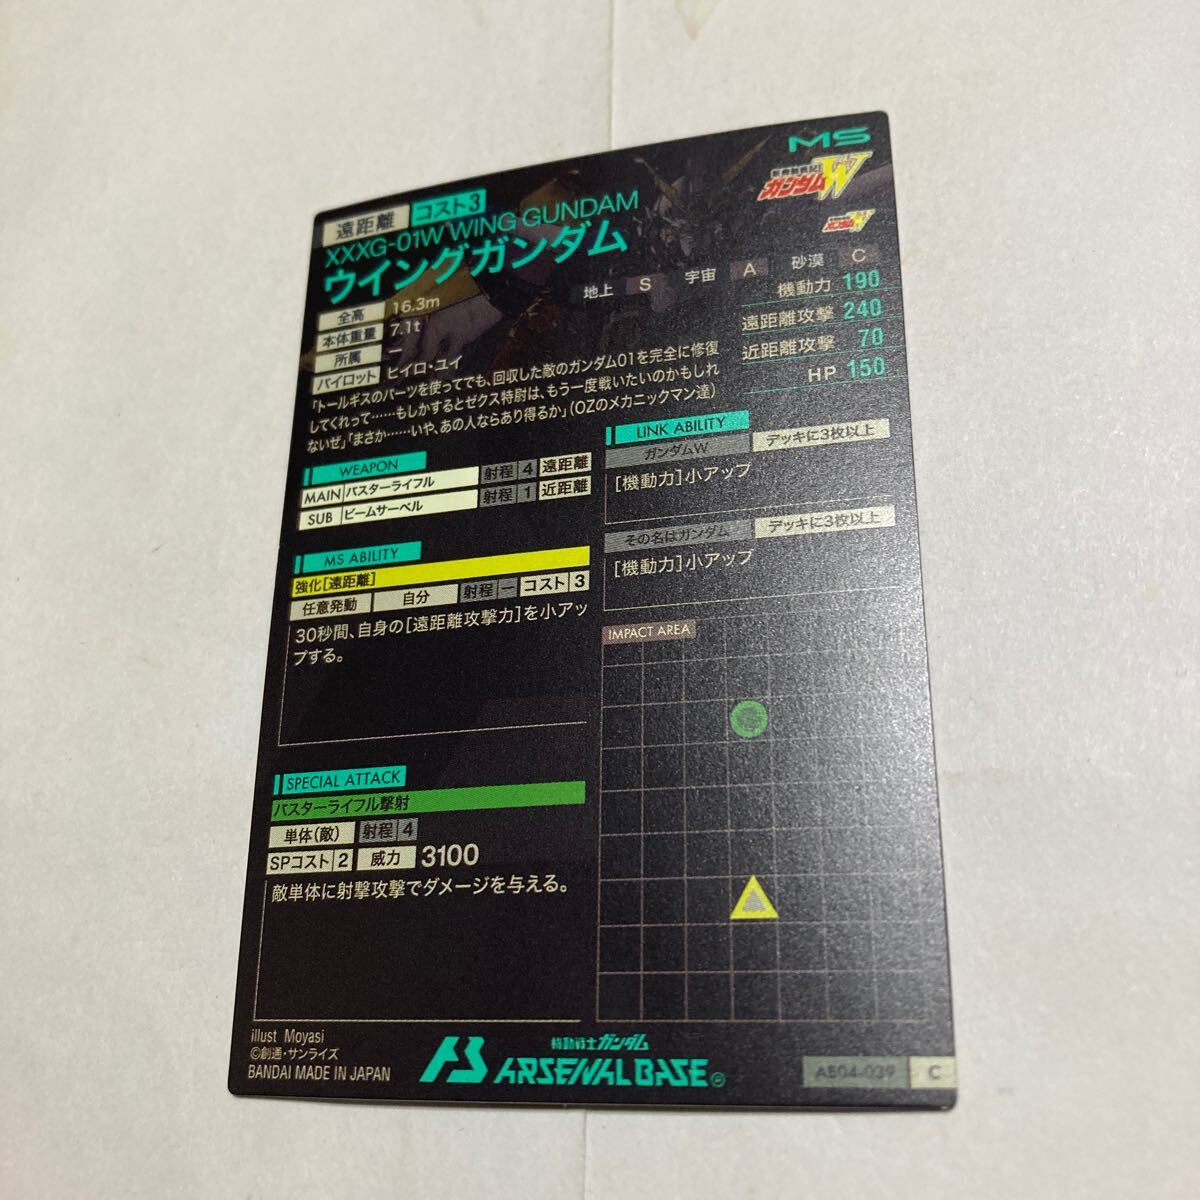 MS
新機動戦記
ガンダムW
遠距離 コスト3
XXXG-01W WING GUNDAM
ウイングガンダム
地上 S 宇宙 A 砂漠 C
全高 16.3m
本体重量 7.1t
所属 −
パイロット ヒイロ・ユイ
機動力 190
遠距離攻撃 240
近距離攻撃 70
HP 150
「トールギスのパーツを使ってでも、回収した敵のガンダム01を完全に修復
してくれって……もしかするとゼクス特尉は、もう一度戦いたいのかもしれ
ないぜ」「まさか……いや、あの人ならあり得るか」(OZのメカニックマン達)
WEAPON
MAIN バスターライフル 射程 4 遠距離
SUB ビームサーベル 射程 1 近距離
LINK ABILITY
ガンダムW デッキに3枚以上
[機動力]小アップ
その名はガンダム デッキに3枚以上
[機動力]小アップ
MS ABILITY
強化[遠距離]
任意発動 自分 射程 − コスト 3
30秒間、自身の[遠距離攻撃力]を小アッ
プする。
IMPACT AREA
SPECIAL ATTACK
バスターライフル撃射
単体(敵) 射程 4
SPコスト 2 威力 3100
敵単体に射撃攻撃でダメージを与える。
illust Moyasi
©創通・サンライズ
BANDAI MADE IN JAPAN
機動戦士ガンダム
ARSENAL BASE
AB04-039 C